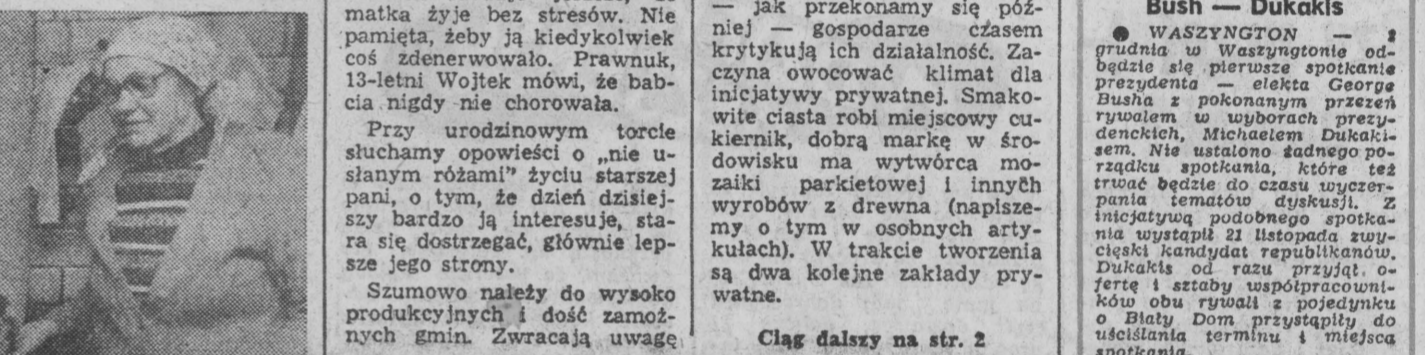 matka żyje bez stresów. Nie
pamięta, żeby ją kiedykolwiek
coś zdenerwowało. Prawnuk,
13-letni Wojtek mówi, że bab-
cia nigdy nie chorowała.
Przy urodzinowym torcie
słuchamy opowieści o „nie u-
słanym różami” życiu starszej
pani, o tym, że dzień dzisiej-
szy bardzo ją interesuje, sta-
ra się dostrzegać, głównie lep-
sze jego strony.
Szumowo należy do wysoko
produkcyjnych i dość zamoż-
nych gmin. Zwracają uwagę
— jak przekonamy się póź-
niej — gospodarze czasem
krytykują ich działalność. Za-
czyna owocować klimat dla
inicjatywy prywatnej. Smako-
wite ciasta robi miejscowy cu-
kiernik, dobrą markę w śro-
dowisku ma wytwórca mo-
zaiki parkietowej i innych
wyrobów z drewna (napisze-
my o tym w osobnych arty-
kułach). W trakcie tworzenia
są dwa kolejne zakłady pry-
watne.
Ciąg dalszy na str. 2
Bush — Dukakis
● WASZYNGTON — 2
grudnia w Waszyngtonie od-
będzie się pierwsze spotkanie
prezydenta — elekta George
Busha z pokonanym przezeń
rywalem w wyborach prezy-
denckich, Michaelem Dukaki-
sem. Nie ustalono żadnego po-
rządku spotkania, które też
trwać będzie do czasu wyczer-
pania tematów dyskusji. Z
inicjatywą podobnego spotka-
nia wystąpił 21 listopada zwy-
cięski kandydat republikanów.
Dukakis od razu przyjął o-
fertę i sztaby współpracowni-
ków obu rywali z pojedynku
o Biały Dom przystąpiły do
uściślania terminu i miejsca
spotkania.